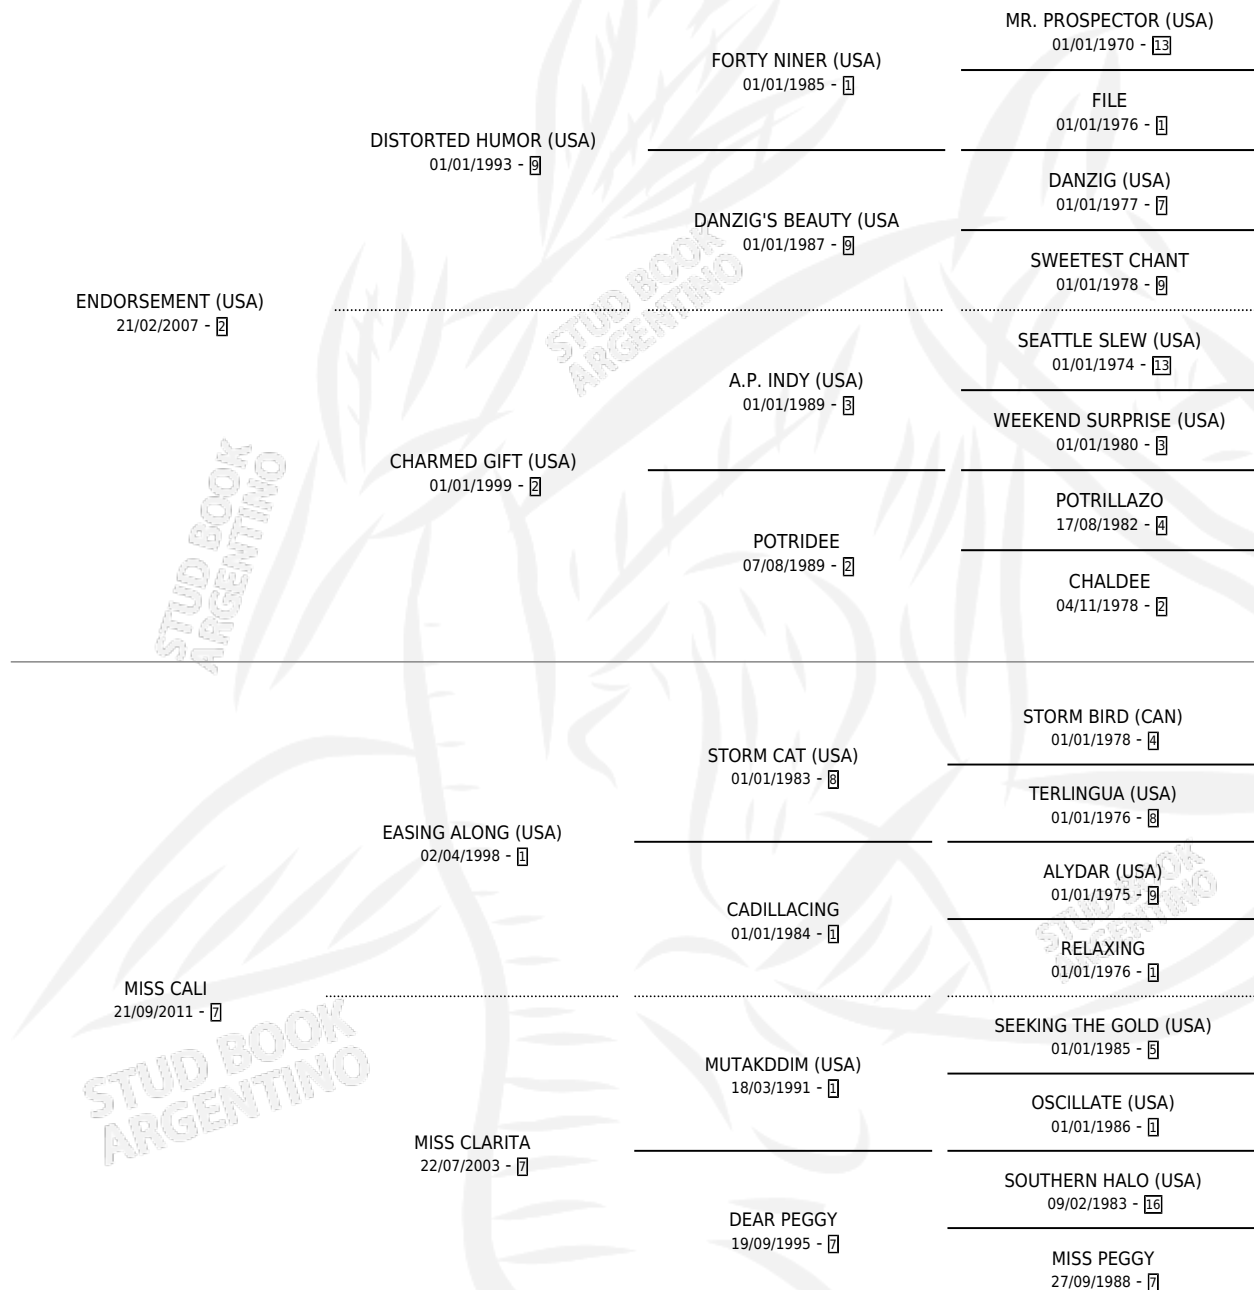 MR. PROSPECTOR (USA)
01/01/1970 - 13
FORTY NINER (USA)
01/01/1985 - 1
FILE
01/01/1976 - 1
DISTORTED HUMOR (USA)
01/01/1993 - 9
DANZIG (USA)
01/01/1977 - 7
DANZIG'S BEAUTY (USA
01/01/1987 - 9
SWEETEST CHANT
01/01/1978 - 9
ENDORSEMENT (USA)
21/02/2007 - 2
SEATTLE SLEW (USA)
01/01/1974 - 13
A.P. INDY (USA)
01/01/1989 - 3
WEEKEND SURPRISE (USA)
01/01/1980 - 3
CHARMED GIFT (USA)
01/01/1999 - 2
POTRILLAZO
17/08/1982 - 4
POTRIDEE
07/08/1989 - 2
CHALDEE
04/11/1978 - 2
STORM BIRD (CAN)
01/01/1978 - 4
STORM CAT (USA)
01/01/1983 - 8
TERLINGUA (USA)
01/01/1976 - 8
EASING ALONG (USA)
02/04/1998 - 1
ALYDAR (USA)
01/01/1975 - 9
CADILLACING
01/01/1984 - 1
RELAXING
01/01/1976 - 1
MISS CALI
21/09/2011 - 7
SEEKING THE GOLD (USA)
01/01/1985 - 5
MUTAKDDIM (USA)
18/03/1991 - 1
OSCILLATE (USA)
01/01/1986 - 1
MISS CLARITA
22/07/2003 - 7
SOUTHERN HALO (USA)
09/02/1983 - 16
DEAR PEGGY
19/09/1995 - 7
MISS PEGGY
27/09/1988 - 7
STUD BOOK
ARGENTINO
STUD BOOK
ARGENTINO
STUD BOOK
ARGENTINO
STUD BOOK
ARGENTINO